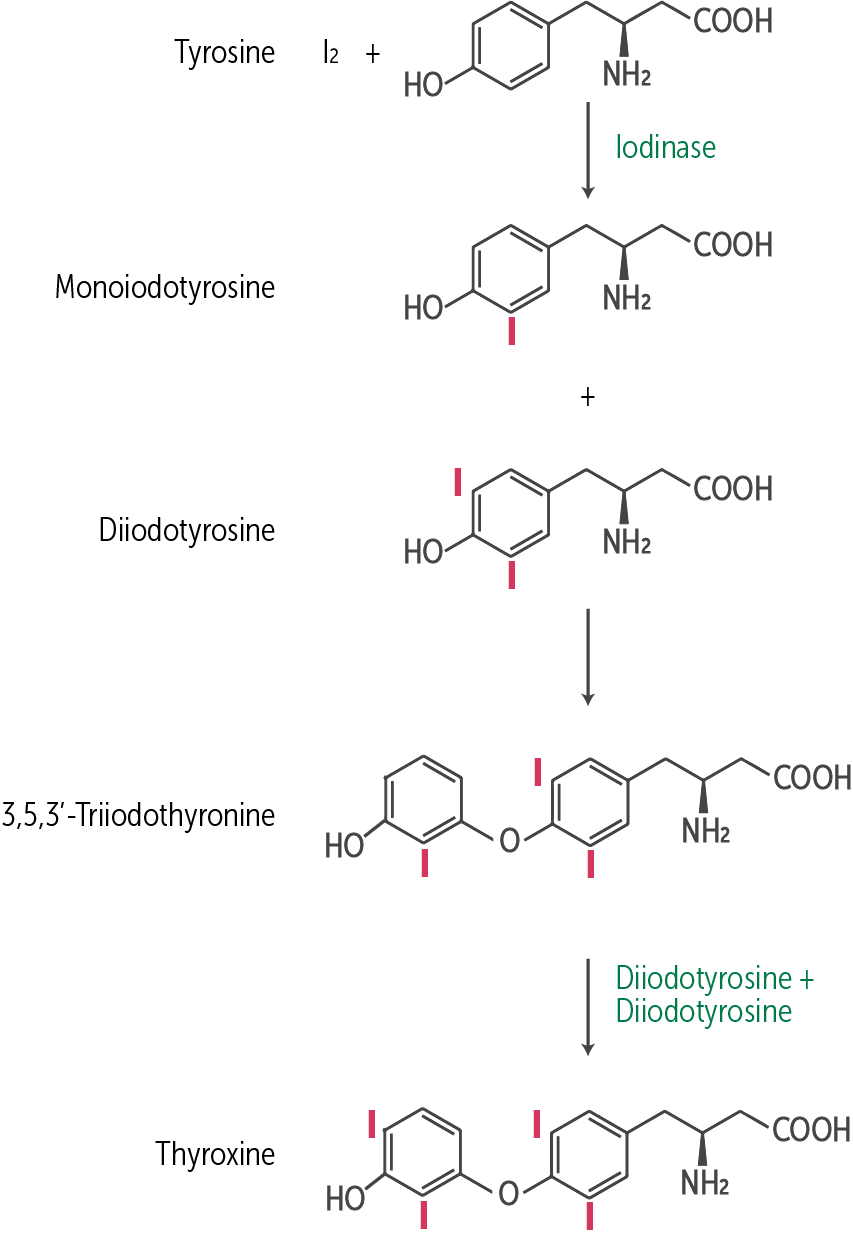 COOH
Tyrosine I₂ +
HO NH₂
Iodinase
COOH
Monoiodotyrosine
HO NH₂
I
+
I COOH
Diiodotyrosine
HO NH₂
I
I COOH
3,5,3′-Triiodothyronine
HO O NH₂
I I
Diiodotyrosine +
Diiodotyrosine
I I COOH
Thyroxine
HO O NH₂
I I